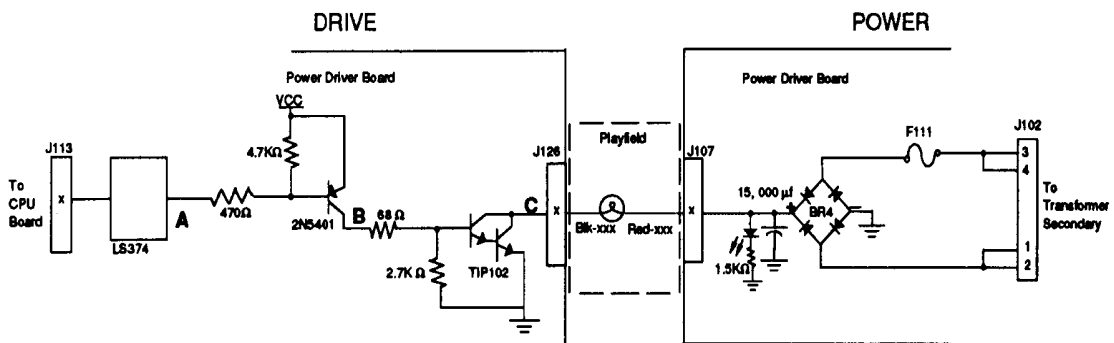 DRIVE
POWER
Power Driver Board
Power Driver Board
VCC
Playfield
F111
J102
J113
4.7KΩ
J126
J107
3
4
To
CPU
Board
x
A
470Ω
2N5401
B
68 Ω
C
x
Blk-xxx
Red-xxx
x
15, 000 µf
+
BR4
-
To
Transformer
Secondary
1
2
LS374
2.7K Ω
TIP102
1.5KΩ